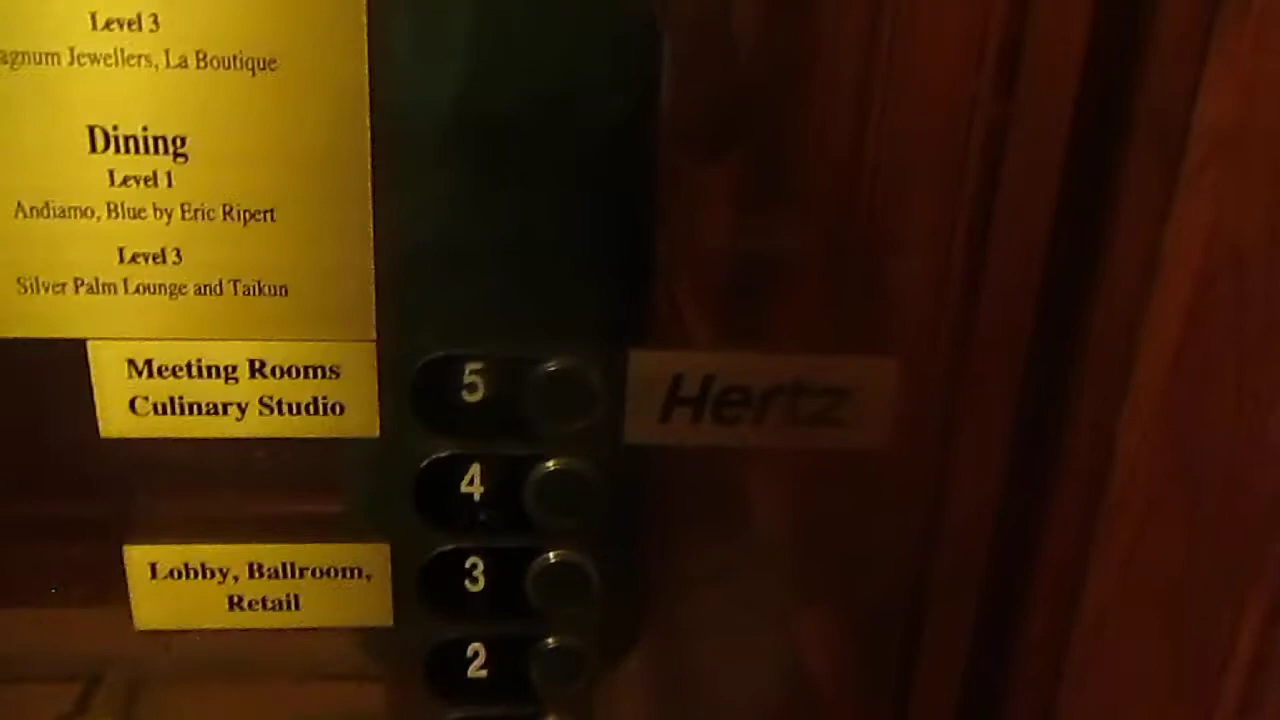 Level 3
agnum Jewellers, La Boutique
Dining
Level 1
Andiamo, Blue by Eric Ripert
Level 3
Silver Palm Lounge and Taikun
Meeting Rooms
Culinary Studio
5
Hertz
4
Lobby, Ballroom,
Retail
3
2